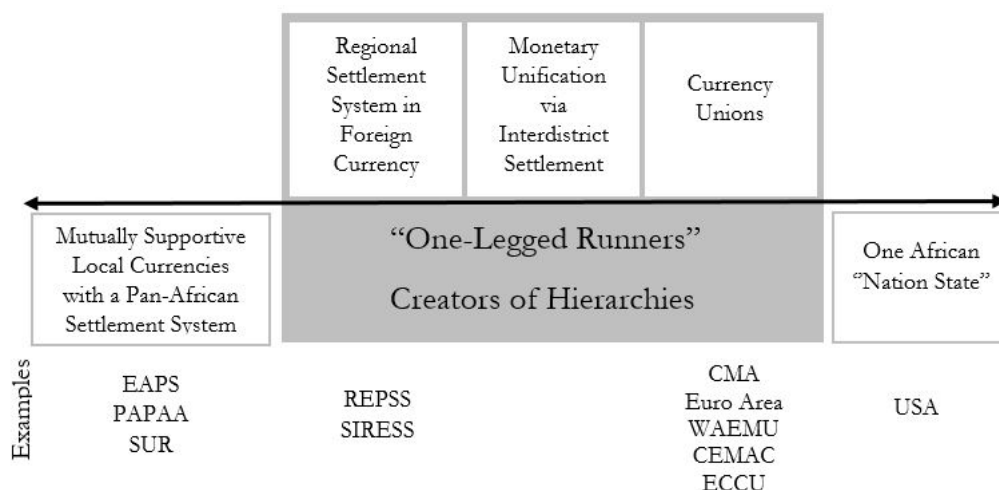 Regional
Settlement
System in
Foreign
Currency
Monetary
Unification
via
Interdistrict
Settlement
Currency
Unions
Mutually Supportive
Local Currencies
with a Pan-African
Settlement System
“One-Legged Runners”
Creators of Hierarchies
One African
“Nation State”
Examples
EAPS
PAPAA
SUR
REPSS
SIRESS
CMA
Euro Area
WAEMU
CEMAC
ECCU
USA